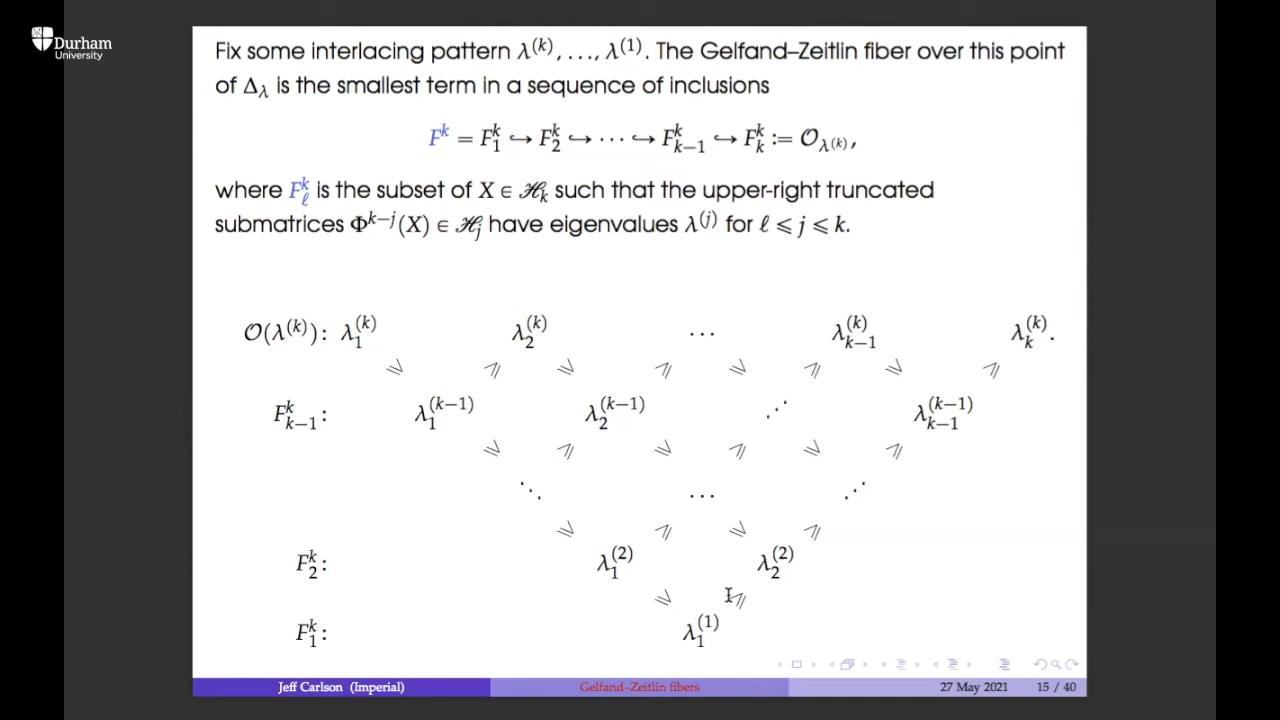 Durham
University
Fix some interlacing pattern λ^(k), …, λ^(1). The Gelfand–Zeitlin fiber over this point
of Δ_λ is the smallest term in a sequence of inclusions
F^k = F^k_1 ↪ F^k_2 ↪ ⋯ ↪ F^k_{k−1} ↪ F^k_k := 𝒪_{λ^(k)},
where F^k_ℓ is the subset of X ∈ ℋ_k such that the upper-right truncated
submatrices Φ^{k−j}(X) ∈ ℋ_j have eigenvalues λ^(j) for ℓ ⩽ j ⩽ k.
𝒪(λ^(k)): λ^(k)_1 λ^(k)_2 ⋯ λ^(k)_{k−1} λ^(k)_k.
⩽ ⩾ ⩽ ⩾ ⩽ ⩾ ⩽ ⩾
F^k_{k−1}: λ^(k−1)_1 λ^(k−1)_2 ⋰ λ^(k−1)_{k−1}
⩽ ⩾ ⩽ ⩾ ⩽ ⩾
⋱ ⋯ ⋰
⩽ ⩾ ⩽ ⩾
F^k_2: λ^(2)_1 λ^(2)_2
⩽ ⩾
F^k_1: λ^(1)_1
Jeff Carlson (Imperial) Gelfand–Zeitlin fibers 27 May 2021 15 / 40